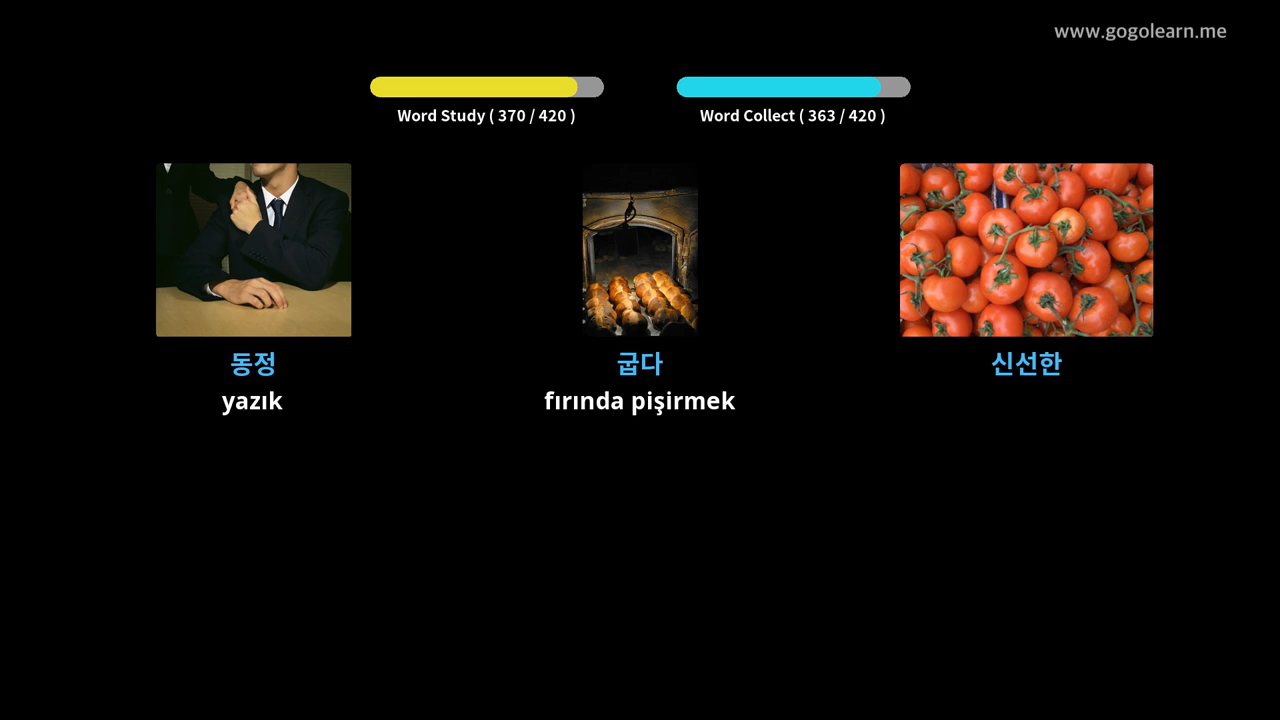 www.gogolearn.me
Word Study ( 370 / 420 )
Word Collect ( 363 / 420 )
동정
yazık
굽다
fırında pişirmek
신선한